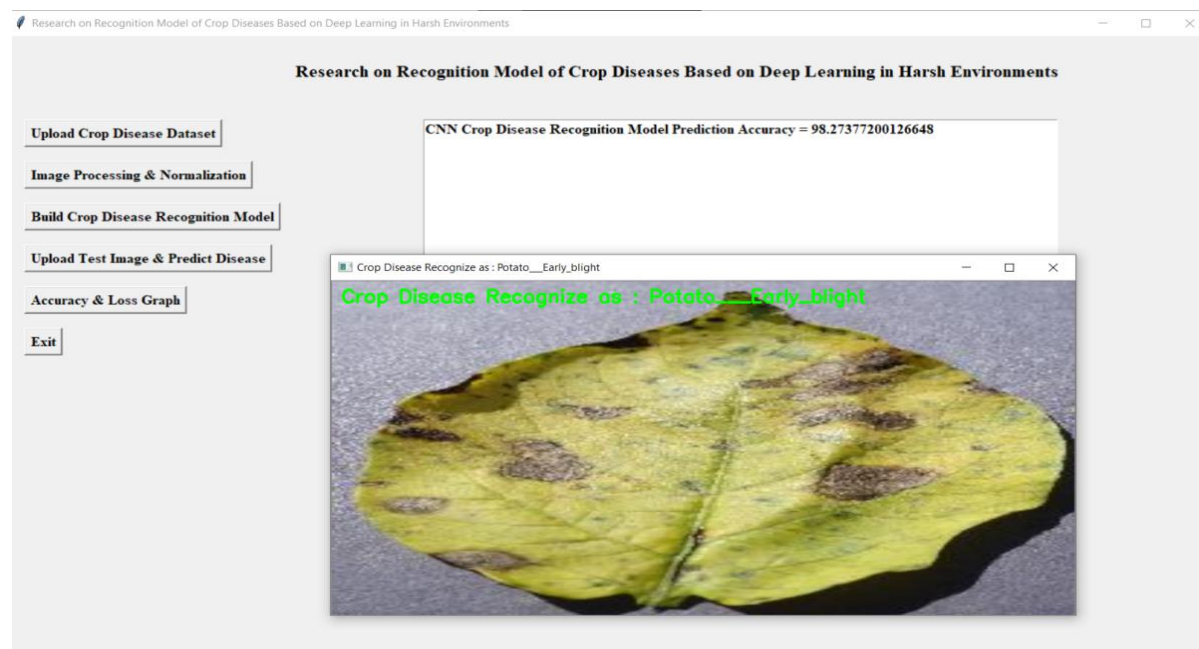 Research on Recognition Model of Crop Diseases Based on Deep Learning in Harsh Environments
Research on Recognition Model of Crop Diseases Based on Deep Learning in Harsh Environments
Upload Crop Disease Dataset
CNN Crop Disease Recognition Model Prediction Accuracy = 98.27377200126648
Image Processing & Normalization
Build Crop Disease Recognition Model
Upload Test Image & Predict Disease
Accuracy & Loss Graph
Exit
Crop Disease Recognize as : Potato___Early_blight
Crop Disease Recognize as : Potato___Early_blight